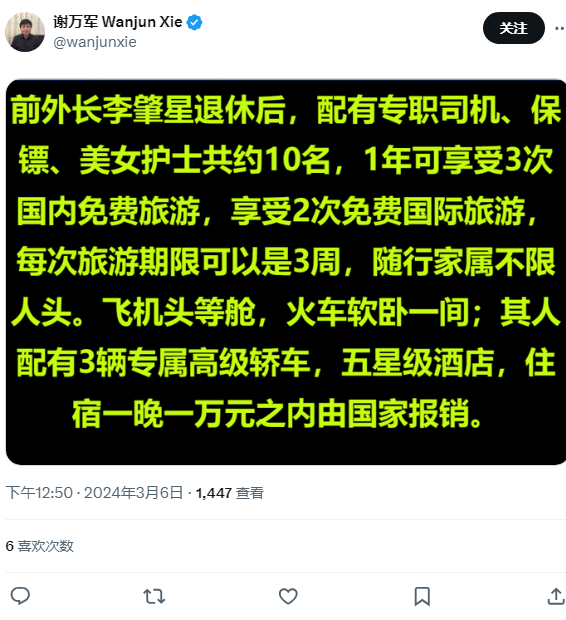 谢万军 Wanjun Xie
关注
@wanjunxie
前外长李肇星退休后，配有专职司机、保
镖、美女护士共约10名，1年可享受3次
国内免费旅游，享受2次免费国际旅游，
每次旅游期限可以是3周，随行家属不限
人头。飞机头等舱，火车软卧一间；其人
配有3辆专属高级轿车，五星级酒店，住
宿一晚一万元之内由国家报销。
下午12:50 · 2024年3月6日 · 1,447 查看
6 喜欢次数